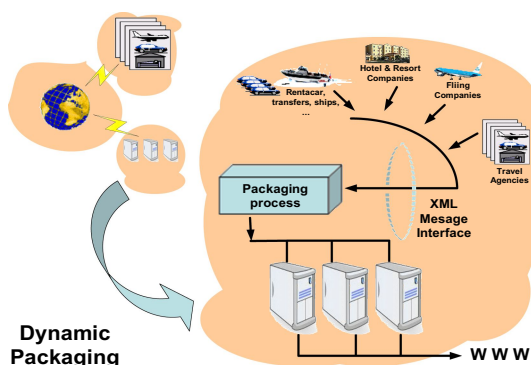 Hotel & Resort
Companies
Rentacar,
transfers, ships,
...
Fliing
Companies
Travel
Agencies
Packaging
process
XML
Mesage
Interface
Dynamic
Packaging
W W W